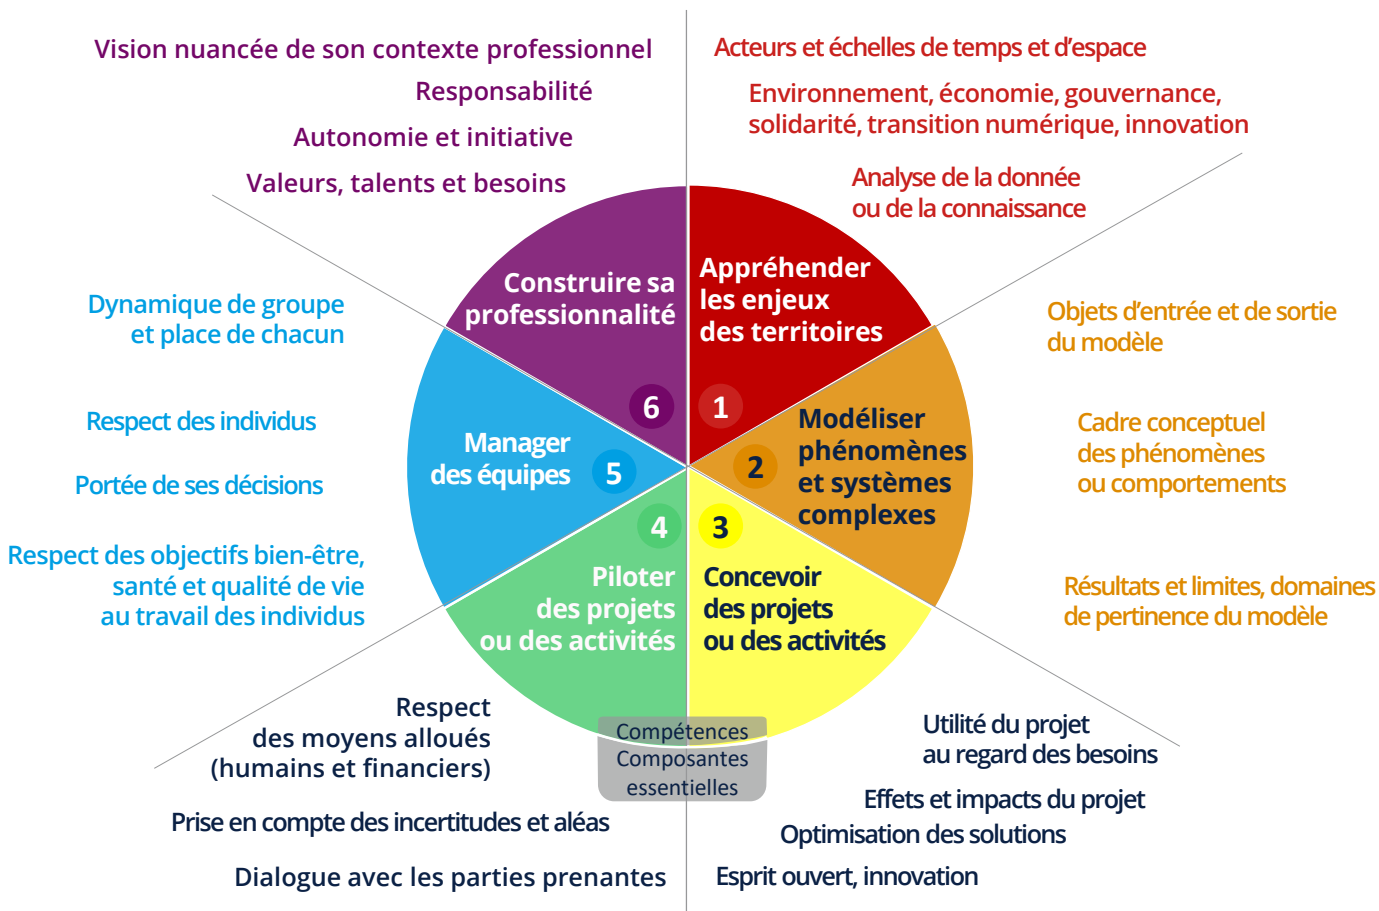 Vision nuancée de son contexte professionnel
Responsabilité
Autonomie et initiative
Valeurs, talents et besoins
Acteurs et échelles de temps et d'espace
Environnement, économie, gouvernance,
solidarité, transition numérique, innovation
Analyse de la donnée
ou de la connaissance
Construire sa
professionnalité
6
Appréhender
les enjeux
des territoires
1
Dynamique de groupe
et place de chacun
Respect des individus
Portée de ses décisions
Respect des objectifs bien-être,
santé et qualité de vie
au travail des individus
Manager
des équipes
5
Modéliser
phénomènes
et systèmes
complexes
2
Objets d'entrée et de sortie
du modèle
Cadre conceptuel
des phénomènes
ou comportements
Résultats et limites, domaines
de pertinence du modèle
4
Piloter
des projets
ou des activités
3
Concevoir
des projets
ou des activités
Compétences
Composantes
essentielles
Respect
des moyens alloués
(humains et financiers)
Prise en compte des incertitudes et aléas
Dialogue avec les parties prenantes
Utilité du projet
au regard des besoins
Effets et impacts du projet
Optimisation des solutions
Esprit ouvert, innovation